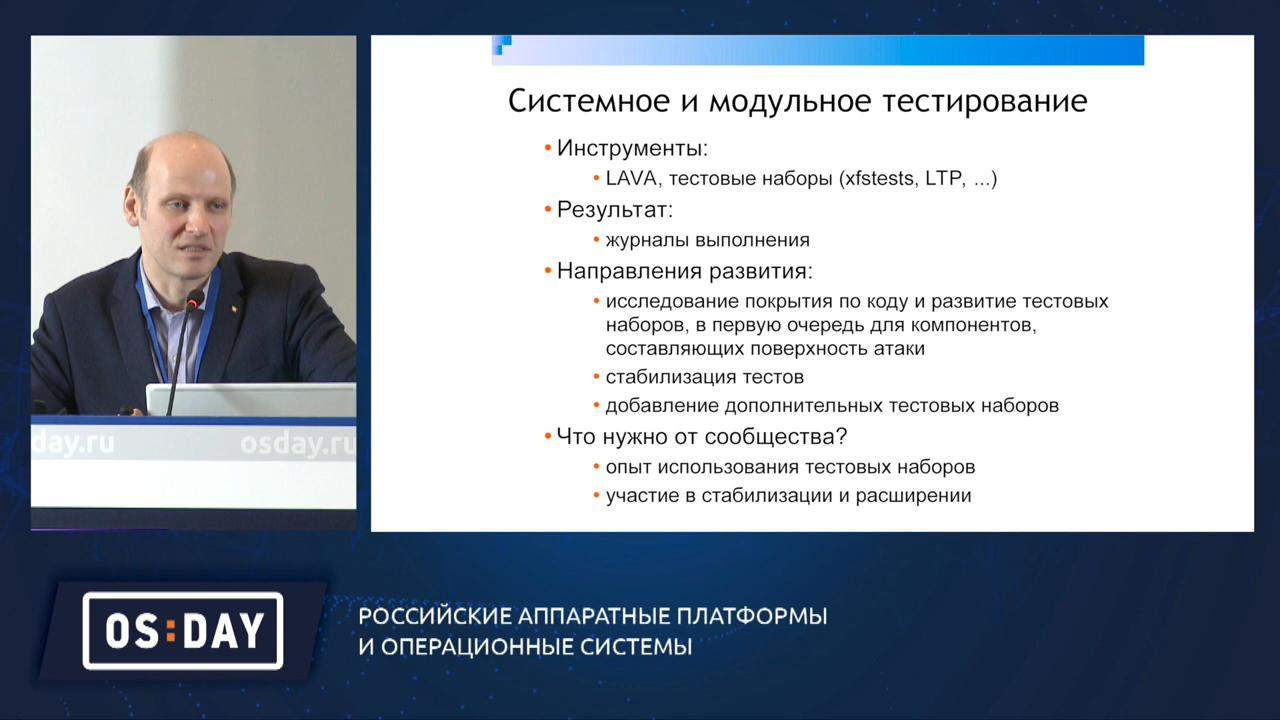 Системное и модульное тестирование
• Инструменты:
• LAVA, тестовые наборы (xfstests, LTP, ...)
• Результат:
• журналы выполнения
• Направления развития:
• исследование покрытия по коду и развитие тестовых
наборов, в первую очередь для компонентов,
составляющих поверхность атаки
• стабилизация тестов
• добавление дополнительных тестовых наборов
• Что нужно от сообщества?
• опыт использования тестовых наборов
• участие в стабилизации и расширении
day.ru
osday.ru
OS:DAY
РОССИЙСКИЕ АППАРАТНЫЕ ПЛАТФОРМЫ
И ОПЕРАЦИОННЫЕ СИСТЕМЫ